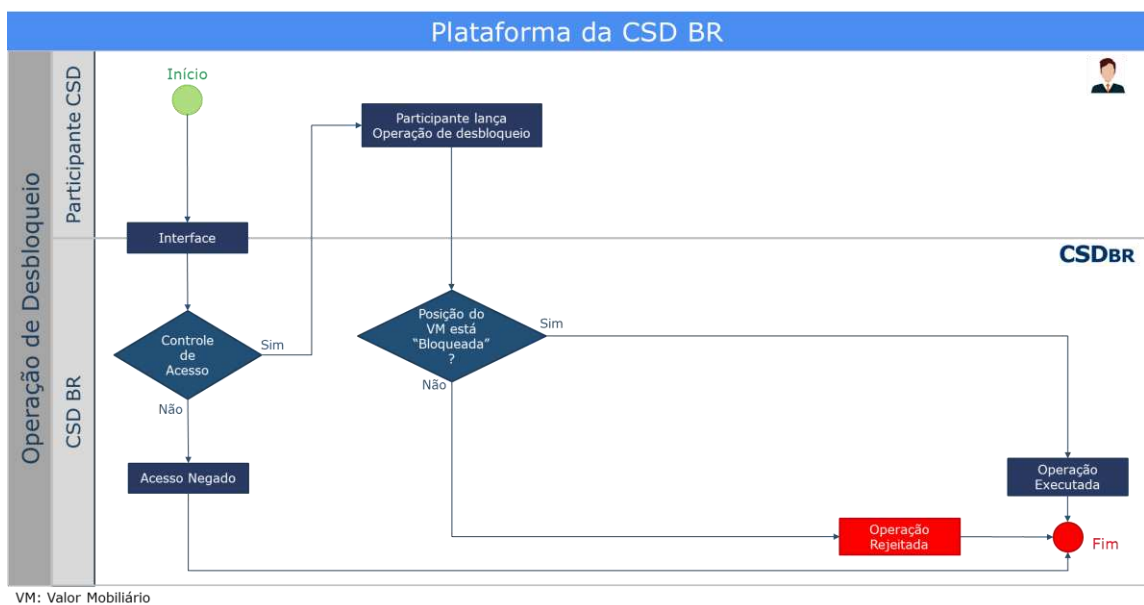 Plataforma da CSD BR
Operação de Desbloqueio
Participante CSD
Início
Participante lança
Operação de desbloqueio
Interface
CSD BR
CSDBR
Controle
de
Acesso
Sim
Não
Posição do
VM está
“Bloqueada”
?
Sim
Não
Acesso Negado
Operação
Executada
Operação
Rejeitada
Fim
VM: Valor Mobiliário